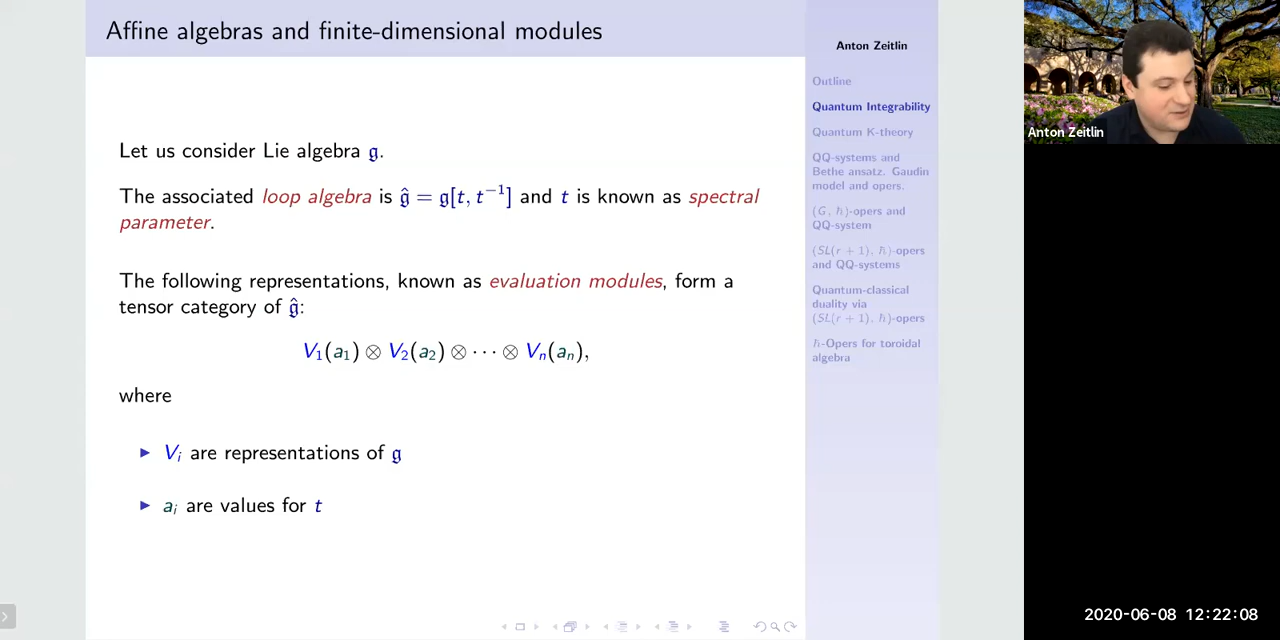 Affine algebras and finite-dimensional modules
Let us consider Lie algebra 𝔤.
The associated loop algebra is 𝔤̂ = 𝔤[t, t⁻¹] and t is known as spectral
parameter.
The following representations, known as evaluation modules, form a
tensor category of 𝔤̂:
V₁(a₁) ⊗ V₂(a₂) ⊗ ··· ⊗ Vₙ(aₙ),
where
▶ Vᵢ are representations of 𝔤
▶ aᵢ are values for t
Anton Zeitlin
Outline
Quantum Integrability
Quantum K-theory
QQ-systems and
Bethe ansatz. Gaudin
model and opers.
(G, ℏ)-opers and
QQ-system
(SL(r + 1), ℏ)-opers
and QQ-systems
Quantum-classical
duality via
(SL(r + 1), ℏ)-opers
ℏ-Opers for toroidal
algebra
Anton Zeitlin
2020-06-08 12:22:08